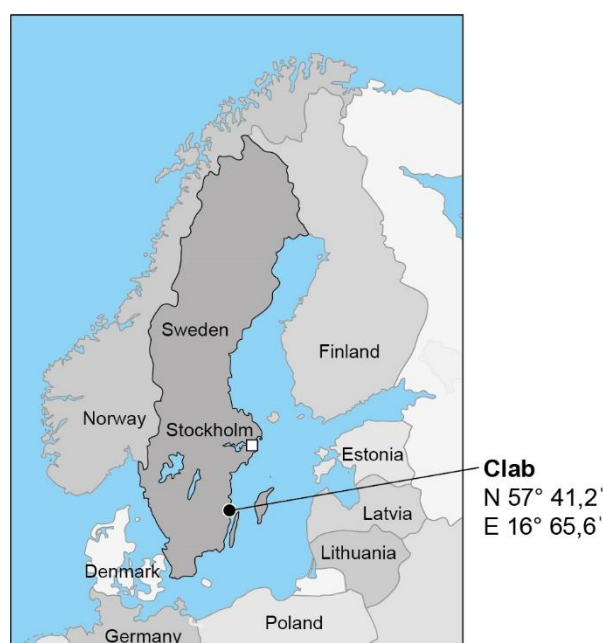 Sweden
Finland
Norway
Stockholm
Estonia
Clab
N 57° 41,2'
E 16° 65,6'
Latvia
Lithuania
Denmark
Poland
Germany